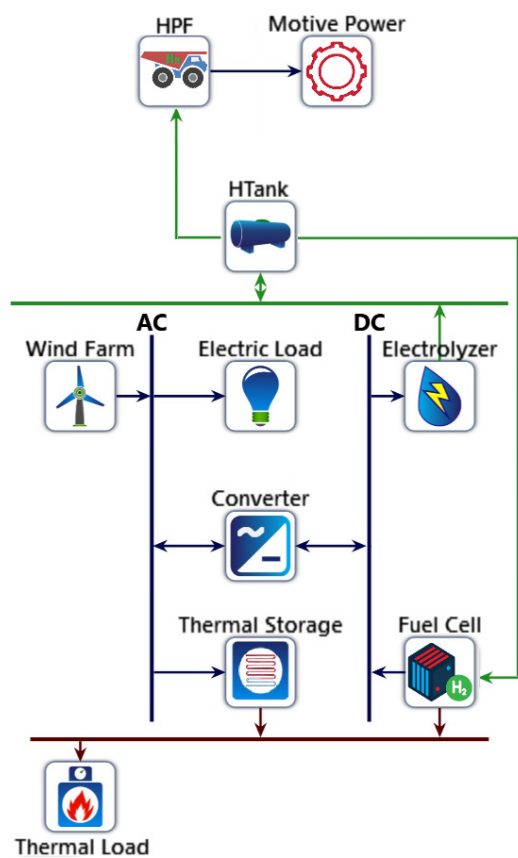 HPF
Motive Power
H₂
HTank
AC
DC
Wind Farm
Electric Load
Electrolyzer
Converter
Thermal Storage
Fuel Cell
H₂
Thermal Load